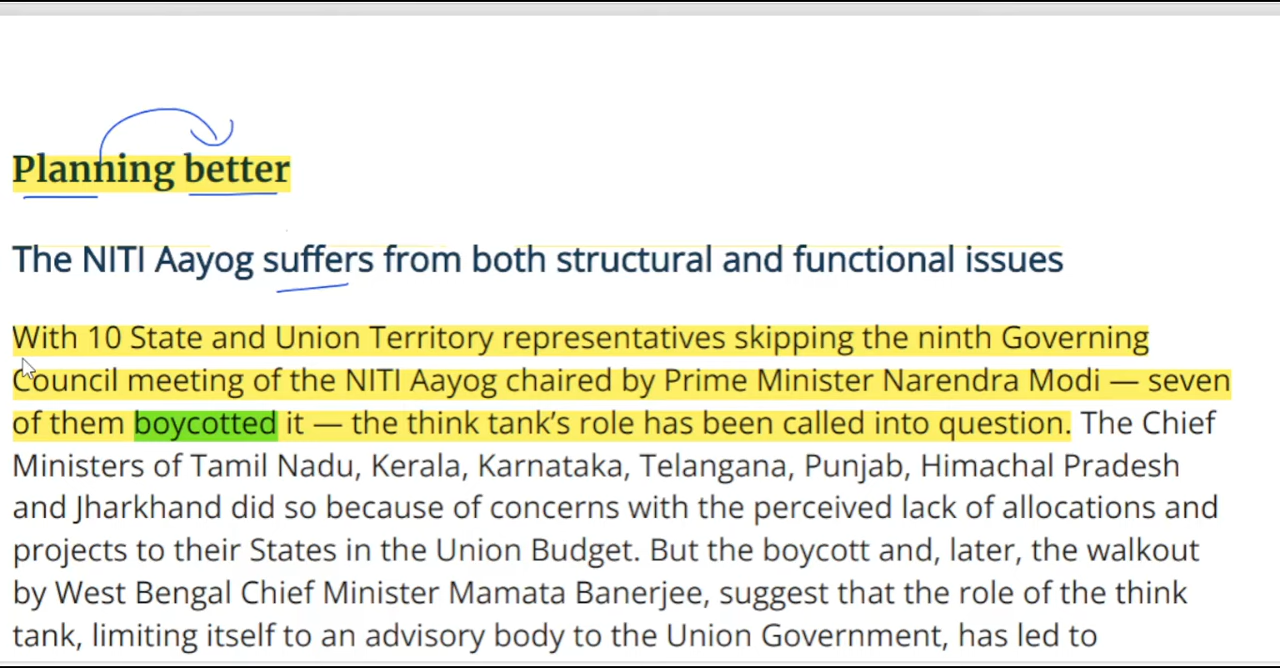 Planning better
The NITI Aayog suffers from both structural and functional issues
With 10 State and Union Territory representatives skipping the ninth Governing
Council meeting of the NITI Aayog chaired by Prime Minister Narendra Modi — seven
of them boycotted it — the think tank’s role has been called into question. The Chief
Ministers of Tamil Nadu, Kerala, Karnataka, Telangana, Punjab, Himachal Pradesh
and Jharkhand did so because of concerns with the perceived lack of allocations and
projects to their States in the Union Budget. But the boycott and, later, the walkout
by West Bengal Chief Minister Mamata Banerjee, suggest that the role of the think
tank, limiting itself to an advisory body to the Union Government, has led to